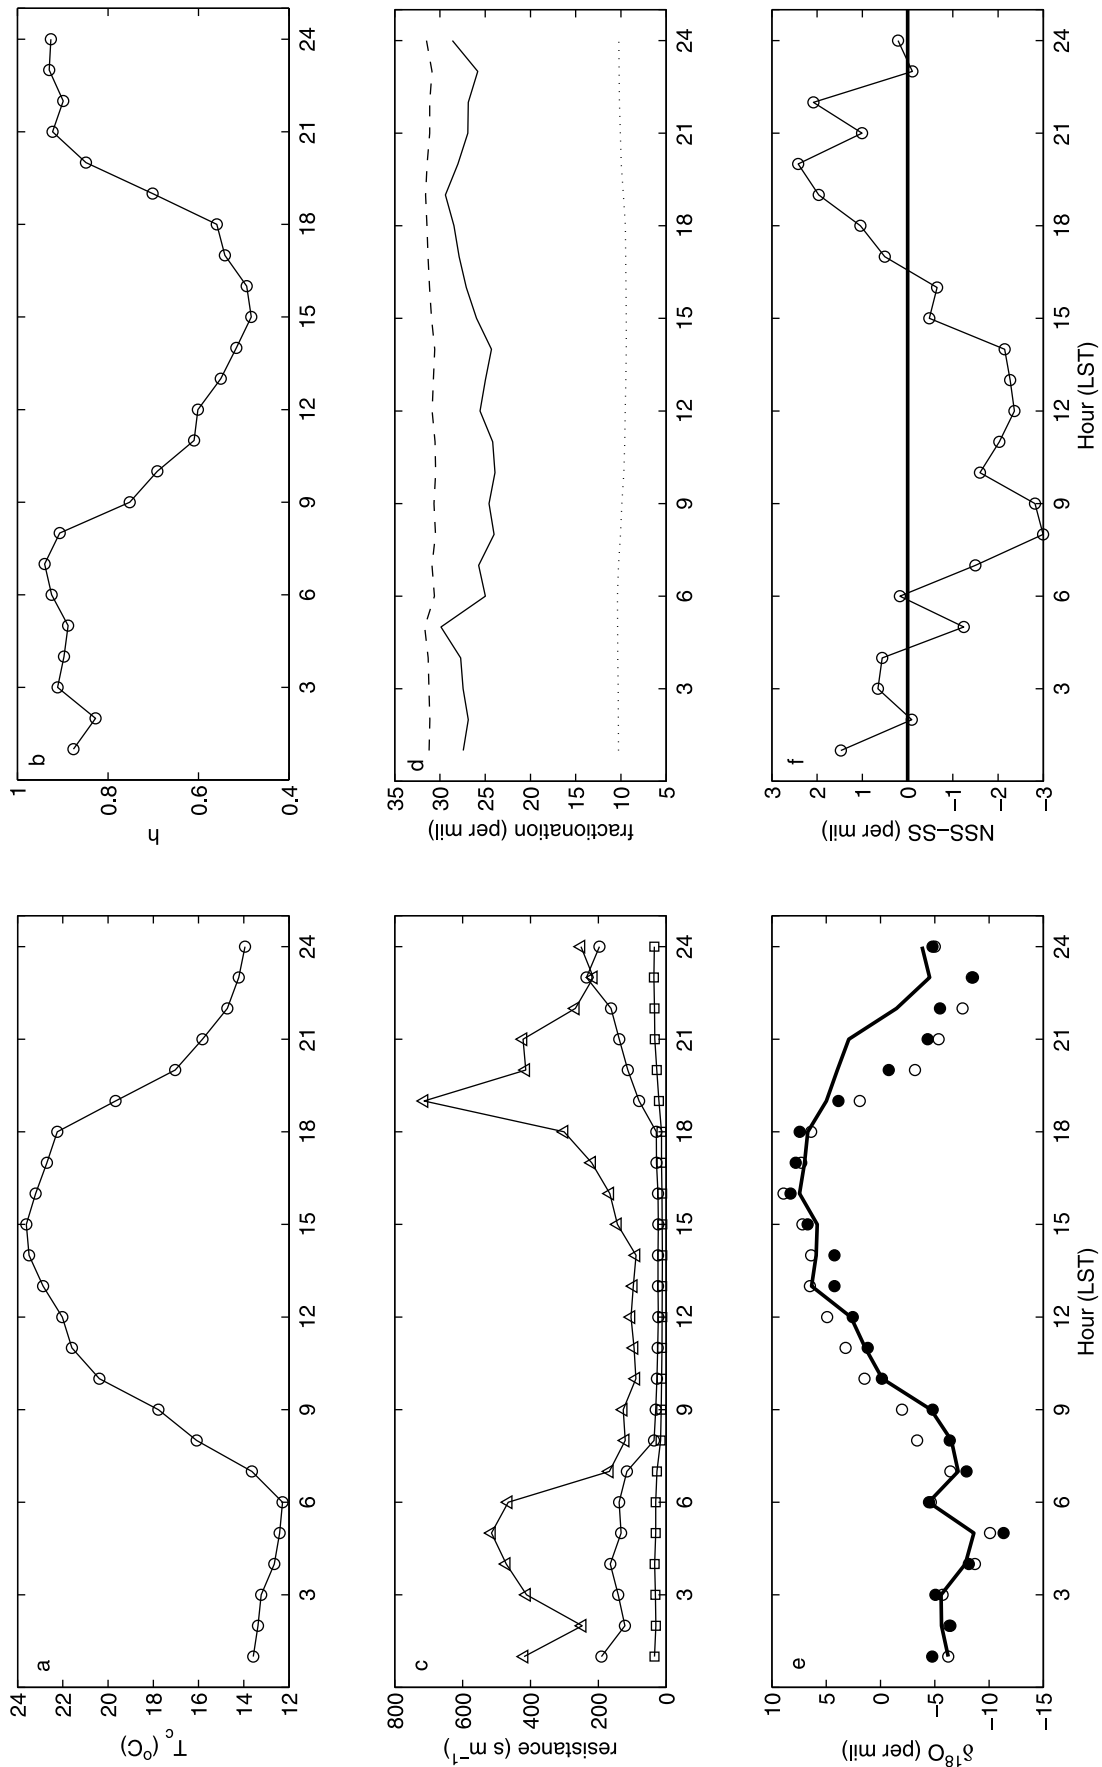 a
24
22
20
18
16
14
12
T_c (°C)
3 6 9 12 15 18 21 24
b
1
0.9
0.8
0.6
0.4
h
3 6 9 12 15 18 21 24
c
800
600
400
200
0
resistance (s m⁻¹)
3 6 9 12 15 18 21 24
d
35
30
25
20
15
10
5
fractionation (per mil)
3 6 9 12 15 18 21 24
e
10
5
0
−5
−10
−15
δ¹⁸O (per mil)
3 6 9 12 15 18 21 24
Hour (LST)
f
3
2
1
0
−1
−2
−3
NSS–SS (per mil)
3 6 9 12 15 18 21 24
Hour (LST)